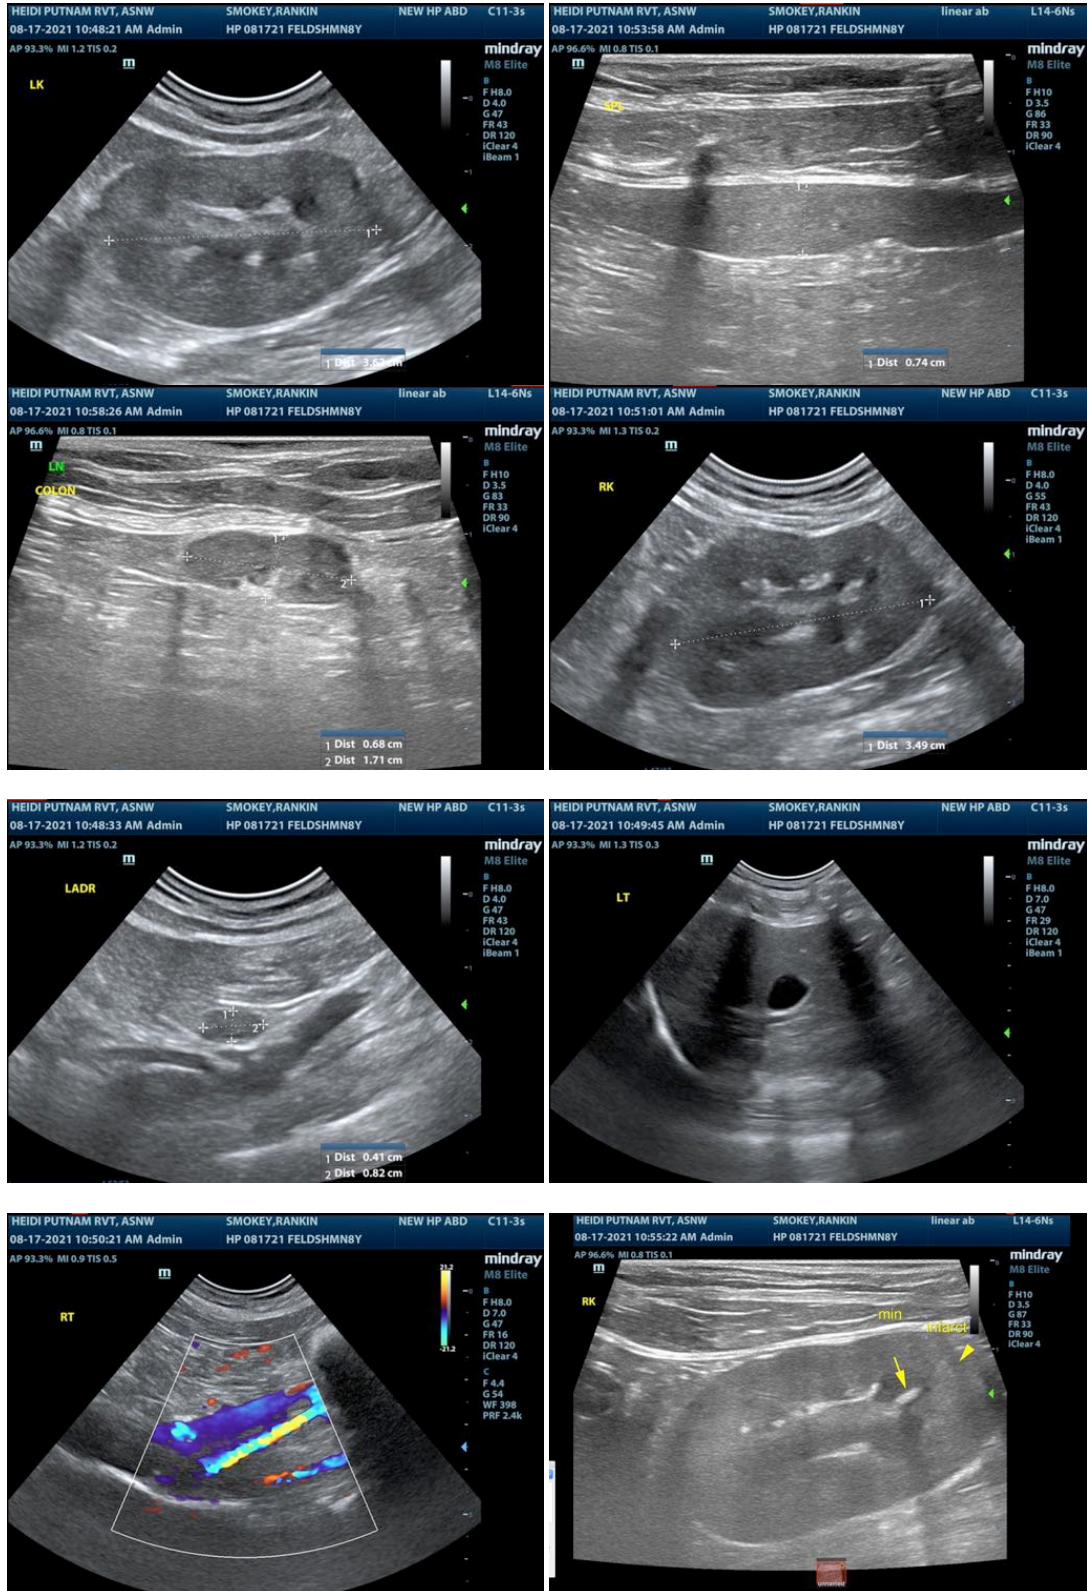 HEIDI PUTNAM RVT, ASNW SMOKEY,RANKIN NEW HP ABD C11-3s
08-17-2021 10:48:21 AM Admin HP 081721 FELDSHMN8Y
AP 93.3% MI 1.2 TIS 0.2
mindray
M8 Elite
m
LK
B
F H8.0
D 4.0
G 47
FR 43
DR 120
iClear 4
iBeam 1
0
1
1
2
1 Dist
HEIDI PUTNAM RVT, ASNW SMOKEY,RANKIN linear ab L14-6Ns
08-17-2021 10:53:58 AM Admin HP 081721 FELDSHMN8Y
AP 96.6% MI 0.8 TIS 0.1
mindray
M8 Elite
m
SPL
B
F H10
D 3.5
G 86
FR 33
DR 90
iClear 4
1
1
1 Dist 0.74 cm
HEIDI PUTNAM RVT, ASNW SMOKEY,RANKIN linear ab L14-6Ns
08-17-2021 10:58:26 AM Admin HP 081721 FELDSHMN8Y
AP 96.6% MI 0.8 TIS 0.1
mindray
M8 Elite
m
LN
COLON
B
F H10
D 3.5
G 83
FR 33
DR 90
iClear 4
1
1
2
1 Dist 0.68 cm
2 Dist 1.71 cm
HEIDI PUTNAM RVT, ASNW SMOKEY,RANKIN NEW HP ABD C11-3s
08-17-2021 10:51:01 AM Admin HP 081721 FELDSHMN8Y
AP 93.3% MI 1.3 TIS 0.2
mindray
M8 Elite
m
RK
B
F H8.0
D 4.0
G 55
FR 43
DR 120
iClear 4
iBeam 1
0
1
1
1 Dist 3.49 cm
HEIDI PUTNAM RVT, ASNW SMOKEY,RANKIN NEW HP ABD C11-3s
08-17-2021 10:48:33 AM Admin HP 081721 FELDSHMN8Y
AP 93.3% MI 1.2 TIS 0.2
mindray
M8 Elite
m
LADR
B
F H8.0
D 4.0
G 47
FR 43
DR 120
iClear 4
iBeam 1
0
1
1
2
2
1 Dist 0.41 cm
2 Dist 0.82 cm
HEIDI PUTNAM RVT, ASNW SMOKEY,RANKIN NEW HP ABD C11-3s
08-17-2021 10:49:45 AM Admin HP 081721 FELDSHMN8Y
AP 93.3% MI 1.3 TIS 0.3
mindray
M8 Elite
m
LT
B
F H8.0
D 7.0
G 47
FR 29
DR 120
iClear 4
iBeam 1
0
HEIDI PUTNAM RVT, ASNW SMOKEY,RANKIN NEW HP ABD C11-3s
08-17-2021 10:50:21 AM Admin HP 081721 FELDSHMN8Y
AP 93.3% MI 0.9 TIS 0.5
mindray
M8 Elite
m
RT
21.2
-21.2
B
F H8.0
D 7.0
G 47
FR 16
DR 120
iClear 4
C
F 4.4
G 54
WF 398
PRF 2.4k
HEIDI PUTNAM RVT, ASNW SMOKEY,RANKIN linear ab L14-6Ns
08-17-2021 10:55:22 AM Admin HP 081721 FELDSHMN8Y
AP 96.6% MI 0.8 TIS 0.1
mindray
M8 Elite
m
RK
min
infarct
B
F H10
D 3.5
G 87
FR 33
DR 90
iClear 4